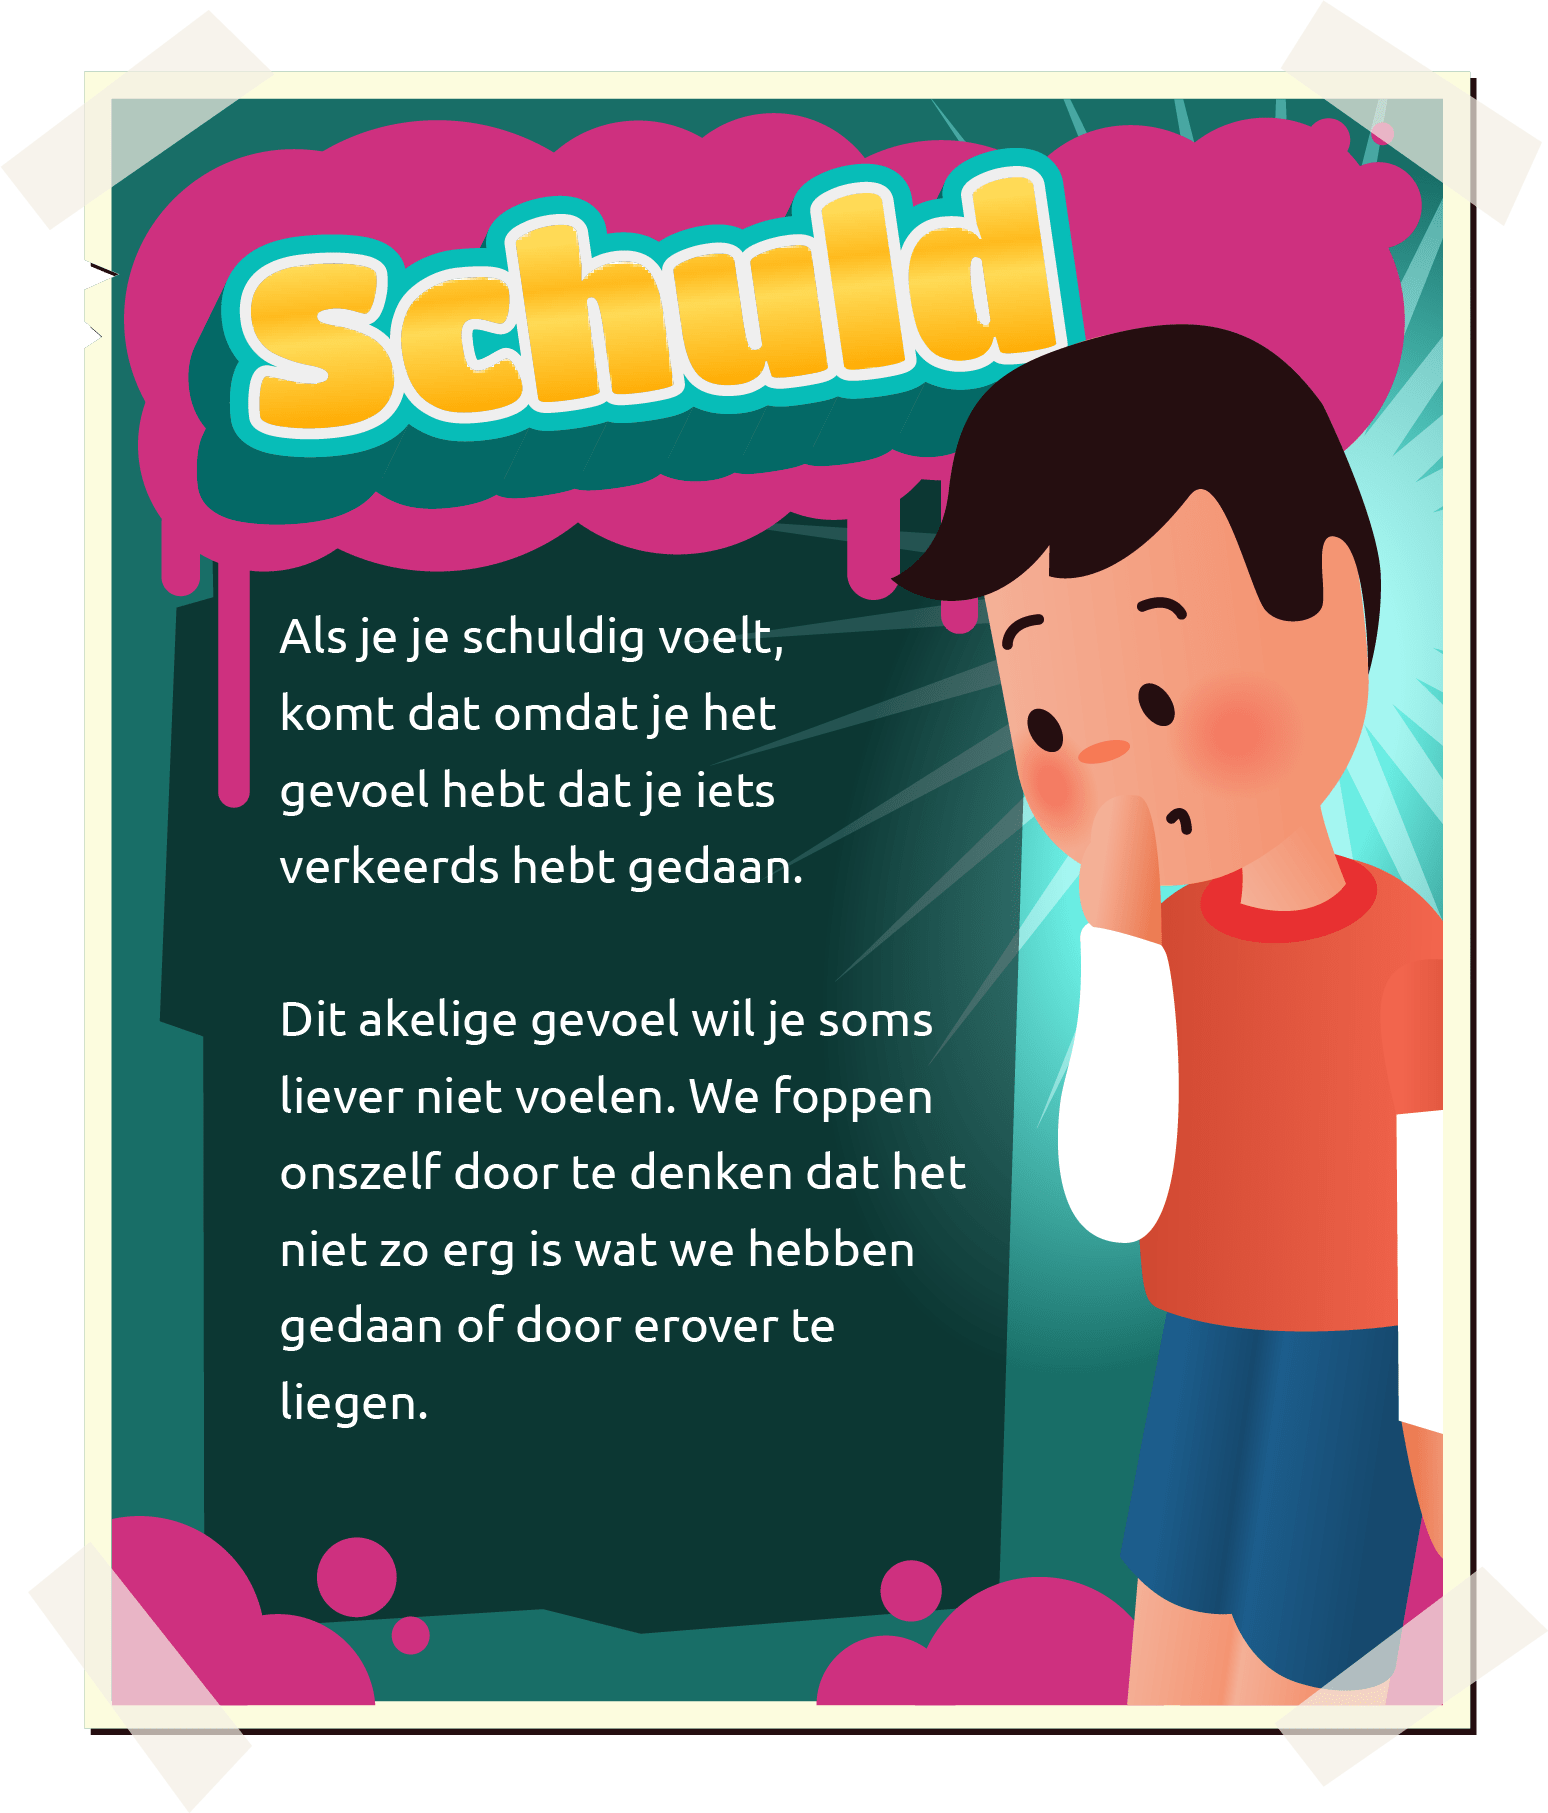 Schuld
Als je je schuldig voelt,
komt dat omdat je het
gevoel hebt dat je iets
verkeerds hebt gedaan.
Dit akelige gevoel wil je soms
liever niet voelen. We foppen
onszelf door te denken dat het
niet zo erg is wat we hebben
gedaan of door erover te
liegen.